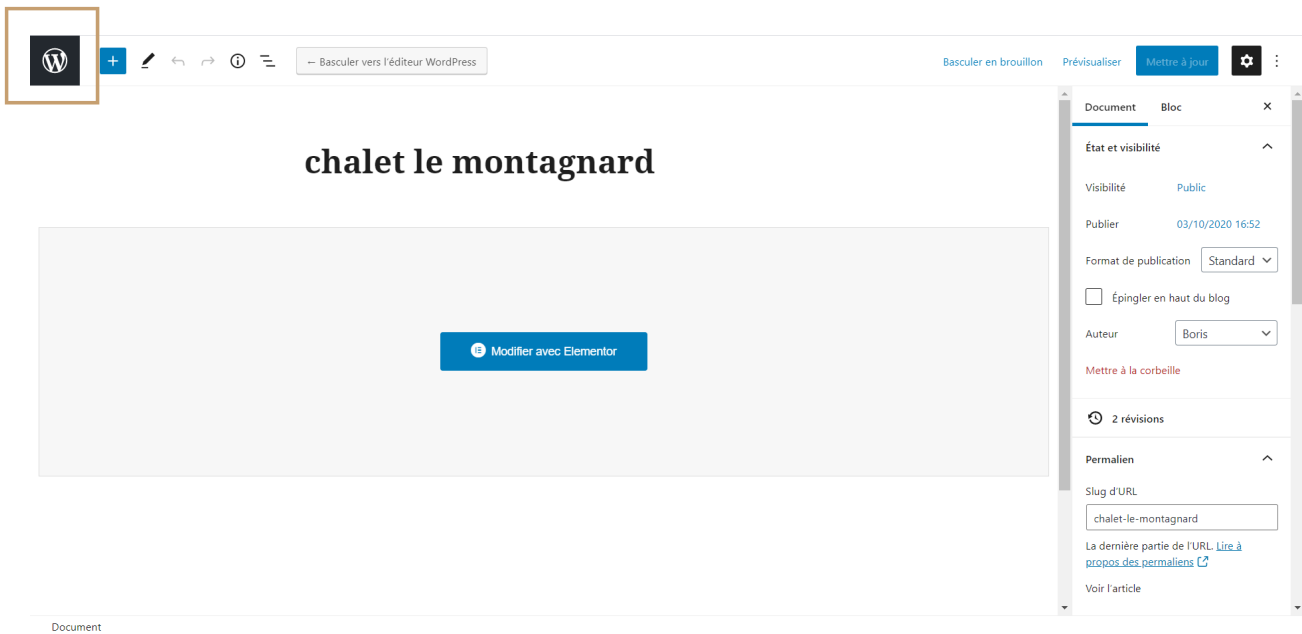 ← Basculer vers l'éditeur WordPress
Basculer en brouillon
Prévisualiser
Mettre à jour
Document
Bloc
chalet le montagnard
État et visibilité
Visibilité
Public
Publier
03/10/2020 16:52
Format de publication
Standard
Épingler en haut du blog
Auteur
Boris
Mettre à la corbeille
Modifier avec Elementor
2 révisions
Permalien
Slug d'URL
chalet-le-montagnard
La dernière partie de l'URL. Lire à
propos des permaliens
Voir l'article
Document